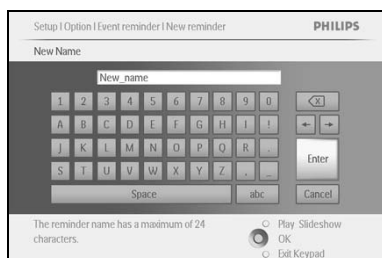 Setup I Option I Event reminder I New reminder PHILIPS
New Name
New_name
1 2 3 4 5 6 7 8 9 0
A B C D E F G H I !
J K L M N O P Q R .
S T U V W X Y Z , _
Enter
Space abc Cancel
The reminder name has a maximum of 24
characters.
Play Slideshow
OK
Exit Keypad